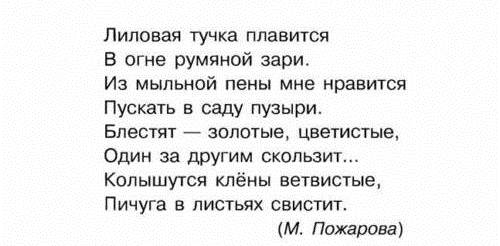 Лиловая тучка плавится
В огне румяной зари.
Из мыльной пены мне нравится
Пускать в саду пузыри.
Блестят — золотые, цветистые,
Один за другим скользит...
Колышутся клёны ветвистые,
Пичуга в листьях свистит.
(М. Пожарова)